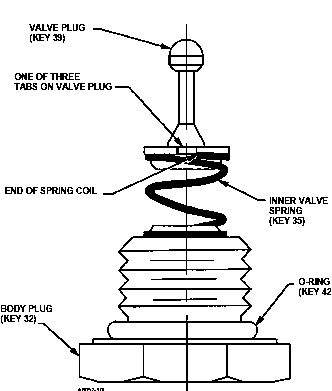 VALVE PLUG
(KEY 39)
ONE OF THREE
TABS ON VALVE PLUG
END OF SPRING COIL
INNER VALVE
SPRING
(KEY 35)
O-RING
(KEY 42
BODY PLUG
(KEY 32)